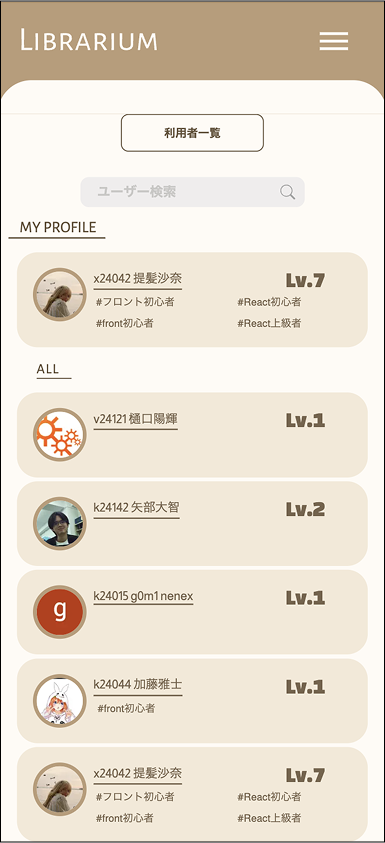 LIBRARIUM
利用者一覧
ユーザー検索
MY PROFILE
x24042 提髪沙奈 Lv.7
#フロント初心者 #React初心者
#front初心者 #React上級者
ALL
v24121 樋口陽輝 Lv.1
k24142 矢部大智 Lv.2
g
k24015 g0m1 nenex Lv.1
k24044 加藤雅士 Lv.1
#front初心者
x24042 提髪沙奈 Lv.7
#フロント初心者 #React初心者
#front初心者 #React上級者